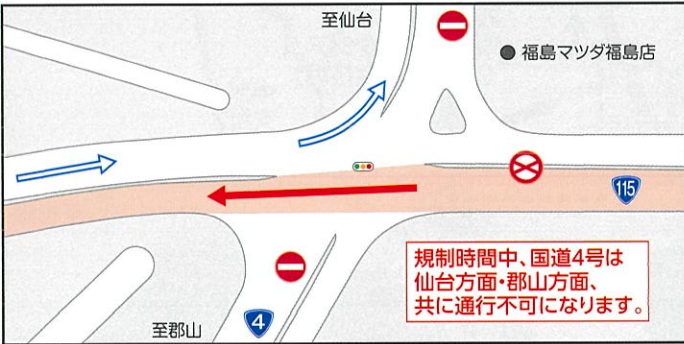 至仙台
福島マツダ福島店
115
規制時間中、国道4号は
仙台方面・郡山方面、
共に通行不可になります。
4
至郡山